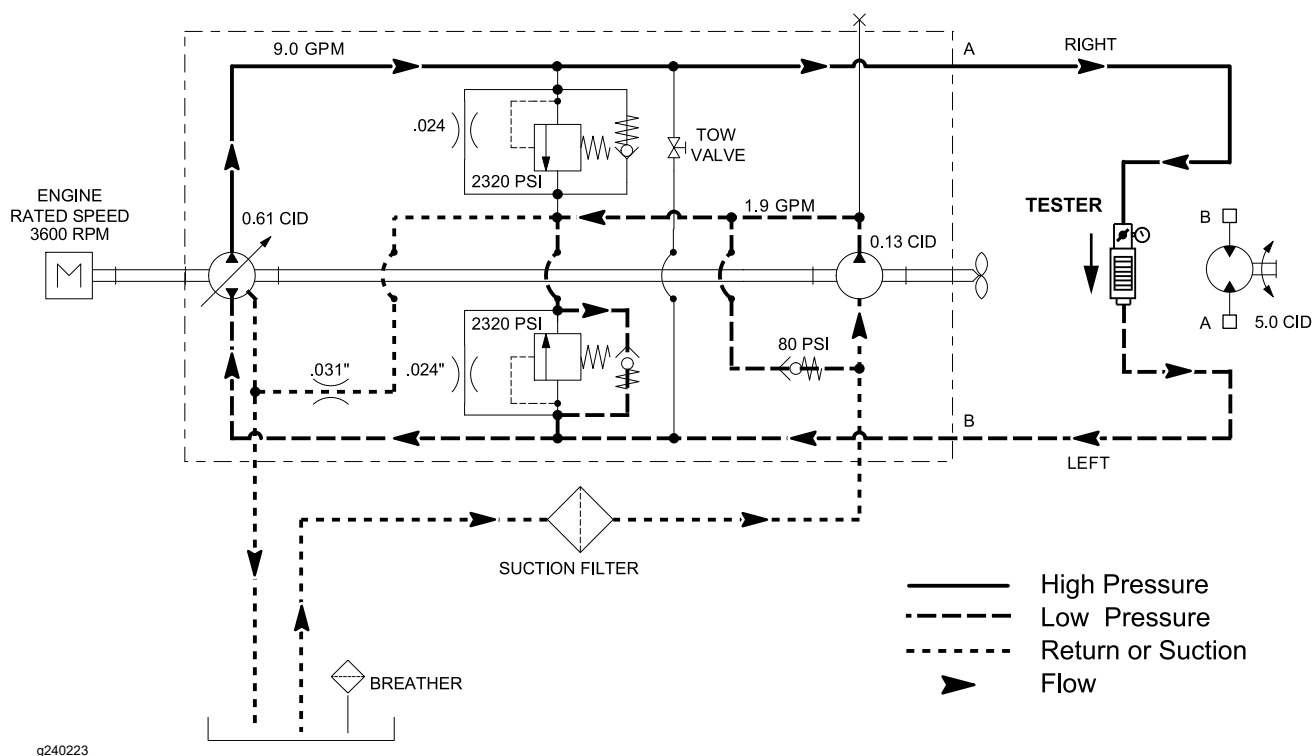 9.0 GPM
A
RIGHT
.024
TOW
VALVE
2320 PSI
ENGINE
RATED SPEED
3600 RPM
0.61 CID
1.9 GPM
TESTER
B
0.13 CID
M
2320 PSI
80 PSI
A
5.0 CID
.031"
.024"
B
LEFT
SUCTION FILTER
High Pressure
Low Pressure
Return or Suction
Flow
BREATHER
g240223